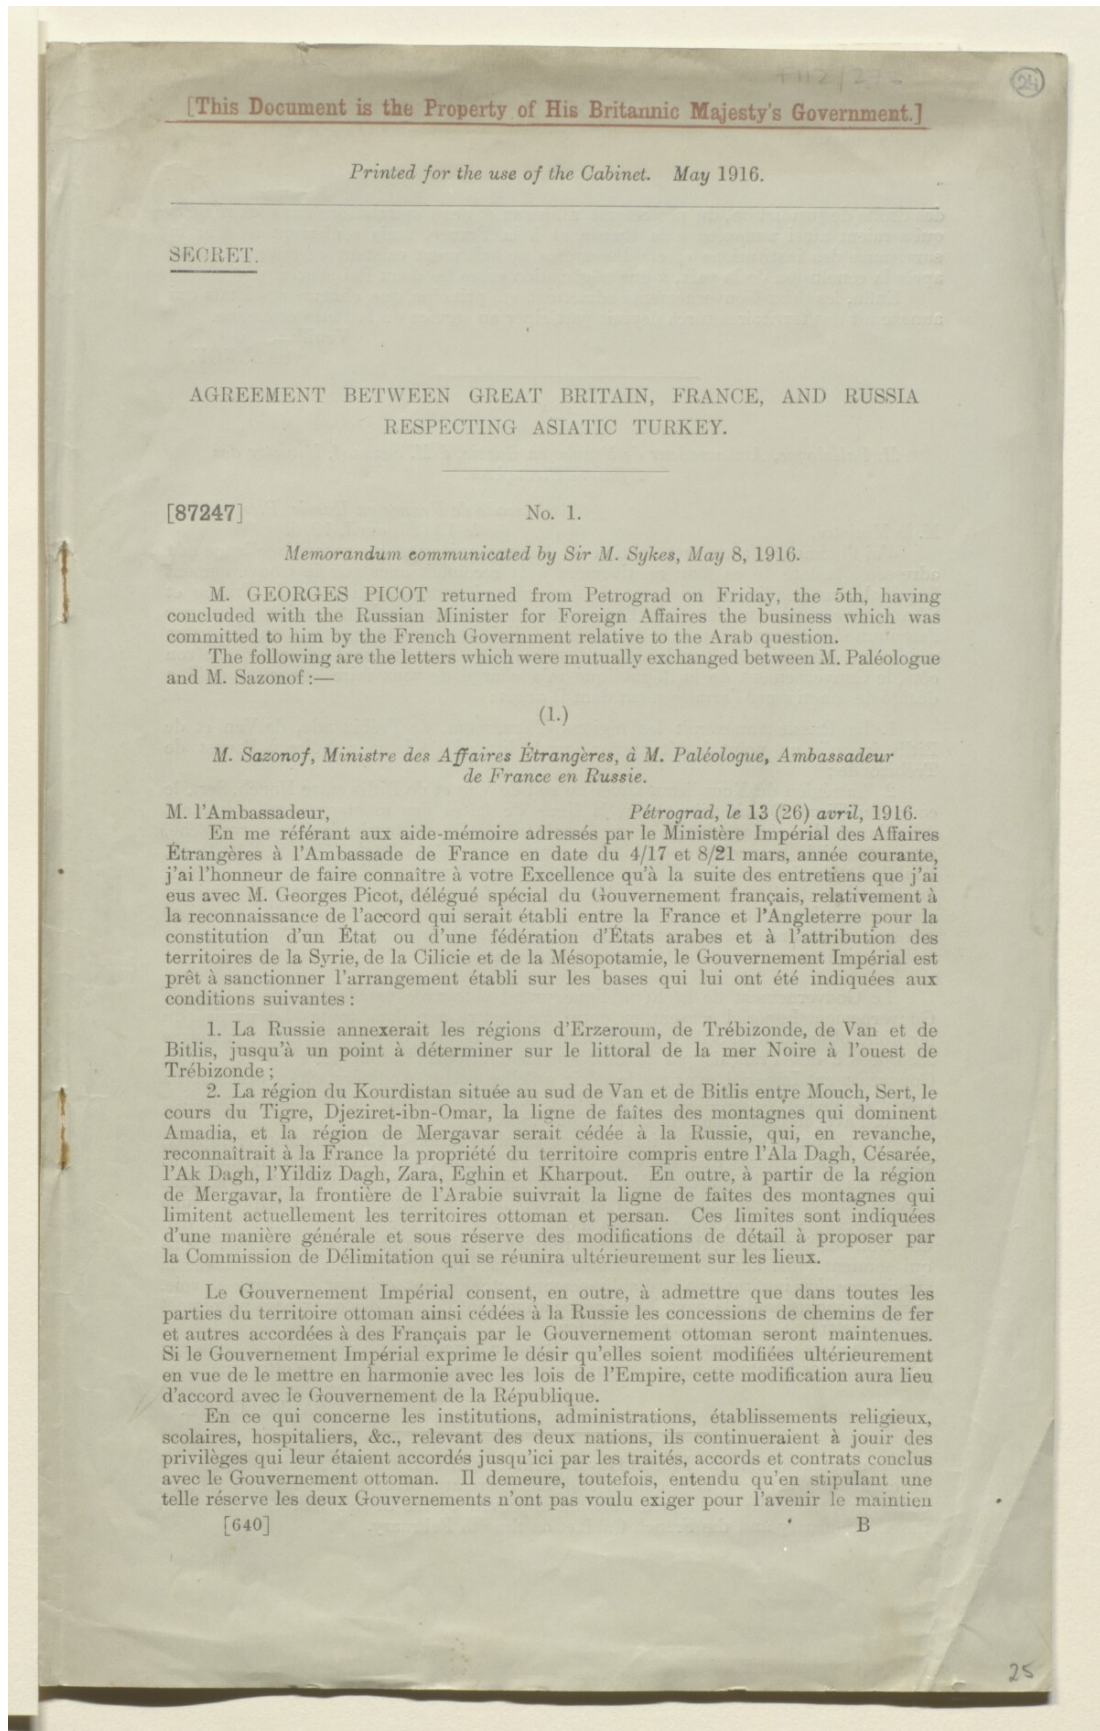 24
[This Document is the Property of His Britannic Majesty's Government.]
Printed for the use of the Cabinet. May 1916.
SECRET.
AGREEMENT BETWEEN GREAT BRITAIN, FRANCE, AND RUSSIA
RESPECTING ASIATIC TURKEY.
[87247] No. 1.
Memorandum communicated by Sir M. Sykes, May 8, 1916.
M. GEORGES PICOT returned from Petrograd on Friday, the 5th, having
concluded with the Russian Minister for Foreign Affaires the business which was
committed to him by the French Government relative to the Arab question.
The following are the letters which were mutually exchanged between M. Paléologue
and M. Sazonof :—
(1.)
M. Sazonof, Ministre des Affaires Étrangères, à M. Paléologue, Ambassadeur
de France en Russie.
M. l'Ambassadeur, Pétrograd, le 13 (26) avril, 1916.
En me référant aux aide-mémoire adressés par le Ministère Impérial des Affaires
Étrangères à l'Ambassade de France en date du 4/17 et 8/21 mars, année courante,
j'ai l'honneur de faire connaître à votre Excellence qu'à la suite des entretiens que j'ai
eus avec M. Georges Picot, délégué spécial du Gouvernement français, relativement à
la reconnaissance de l'accord qui serait établi entre la France et l'Angleterre pour la
constitution d'un État ou d'une fédération d'États arabes et à l'attribution des
territoires de la Syrie, de la Cilicie et de la Mésopotamie, le Gouvernement Impérial est
prêt à sanctionner l'arrangement établi sur les bases qui lui ont été indiquées aux
conditions suivantes :
1. La Russie annexerait les régions d'Erzeroum, de Trébizonde, de Van et de
Bitlis, jusqu'à un point à déterminer sur le littoral de la mer Noire à l'ouest de
Trébizonde ;
2. La région du Kourdistan située au sud de Van et de Bitlis entre Mouch, Sert, le
cours du Tigre, Djeziret-ibn-Omar, la ligne de faîtes des montagnes qui dominent
Amadia, et la région de Mergavar serait cédée à la Russie, qui, en revanche,
reconnaîtrait à la France la propriété du territoire compris entre l'Ala Dagh, Césarée,
l'Ak Dagh, l'Yildiz Dagh, Zara, Eghin et Kharpout. En outre, à partir de la région
de Mergavar, la frontière de l'Arabie suivrait la ligne de faîtes des montagnes qui
limitent actuellement les territoires ottoman et persan. Ces limites sont indiquées
d'une manière générale et sous réserve des modifications de détail à proposer par
la Commission de Délimitation qui se réunira ultérieurement sur les lieux.
Le Gouvernement Impérial consent, en outre, à admettre que dans toutes les
parties du territoire ottoman ainsi cédées à la Russie les concessions de chemins de fer
et autres accordées à des Français par le Gouvernement ottoman seront maintenues.
Si le Gouvernement Impérial exprime le désir qu'elles soient modifiées ultérieurement
en vue de le mettre en harmonie avec les lois de l'Empire, cette modification aura lieu
d'accord avec le Gouvernement de la République.
En ce qui concerne les institutions, administrations, établissements religieux,
scolaires, hospitaliers, &c., relevant des deux nations, ils continueraient à jouir des
privilèges qui leur étaient accordés jusqu'ici par les traités, accords et contrats conclus
avec le Gouvernement ottoman. Il demeure, toutefois, entendu qu'en stipulant une
telle réserve les deux Gouvernements n'ont pas voulu exiger pour l'avenir le maintien
[640] B
25